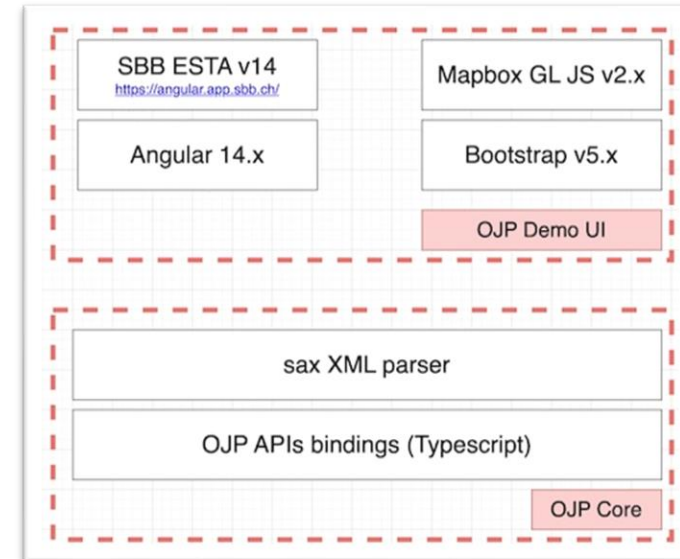 SBB ESTA v14
https://angular.app.sbb.ch/
Mapbox GL JS v2.x
Angular 14.x
Bootstrap v5.x
OJP Demo UI
sax XML parser
OJP APIs bindings (Typescript)
OJP Core